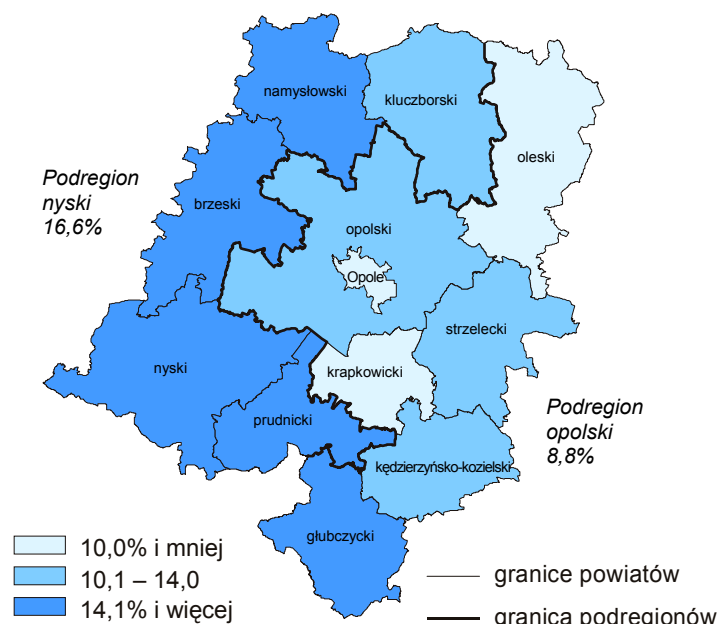 namysłowski
kluczborski
oleski
Podregion
nyski
16,6%
brzeski
opolski
Opole
strzelecki
nyski
krapkowicki
prudnicki
Podregion
opolski
8,8%
kędzierzyńsko-kozielski
głubczycki
10,0% i mniej
10,1 – 14,0
14,1% i więcej
granice powiatów
granica podregionów